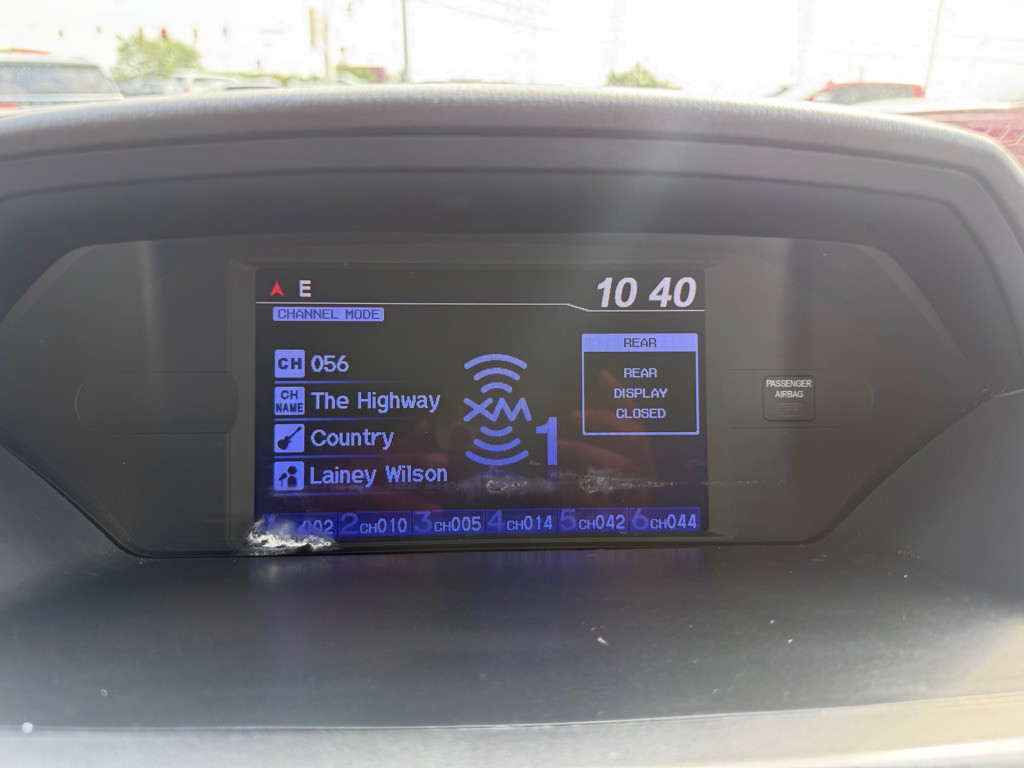 E
10 40
CHANNEL MODE
REAR
CH 056
REAR
DISPLAY
CLOSED
CH NAME The Highway
Country
Lainey Wilson
XM 1
PASSENGER
AIRBAG
002 2 CH010 3 CH005 4 CH014 5 CH042 6 CH044